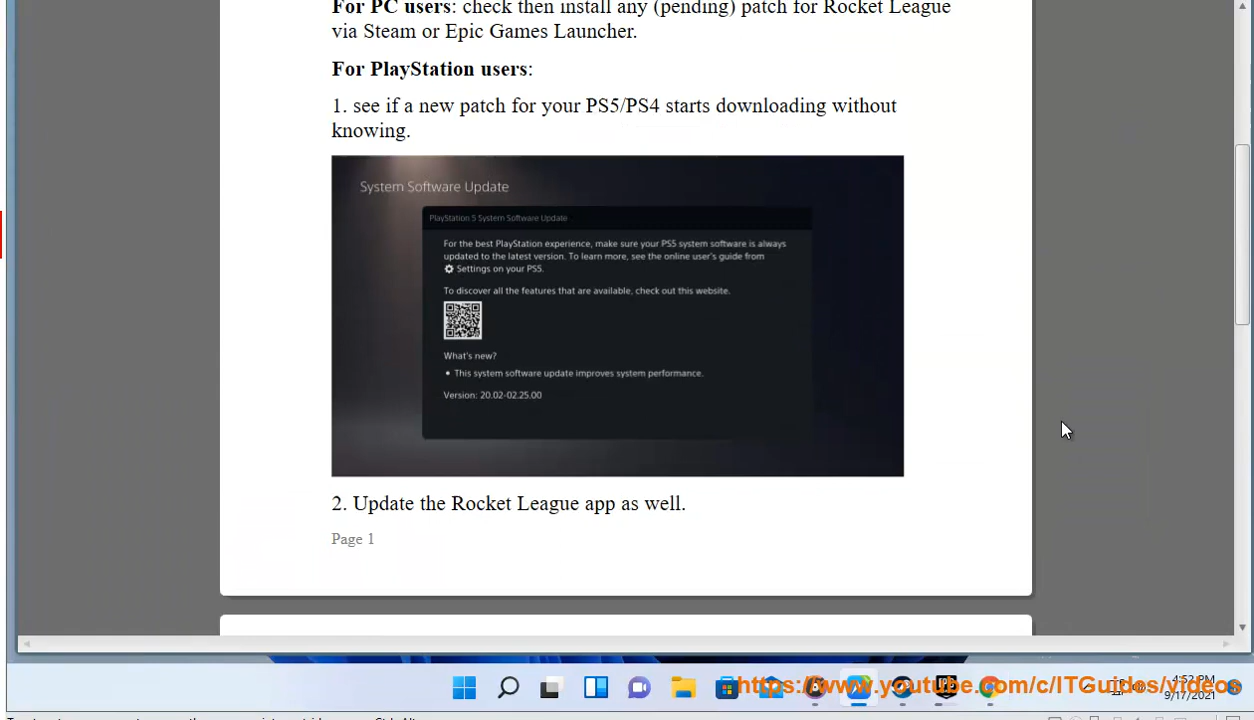 For PC users: check then install any (pending) patch for Rocket League
via Steam or Epic Games Launcher.
For PlayStation users:
1. see if a new patch for your PS5/PS4 starts downloading without
knowing.
System Software Update
PlayStation 5 System Software Update
For the best PlayStation experience, make sure your PS5 system software is always
updated to the latest version. To learn more, see the online user's guide from
Settings on your PS5.
To discover all the features that are available, check out this website.
What's new?
• This system software update improves system performance.
Version: 20.02-02.25.00
2. Update the Rocket League app as well.
Page 1
https://www.youtube.com/c/ITGuides/videos
4:52 PM
9/17/2021